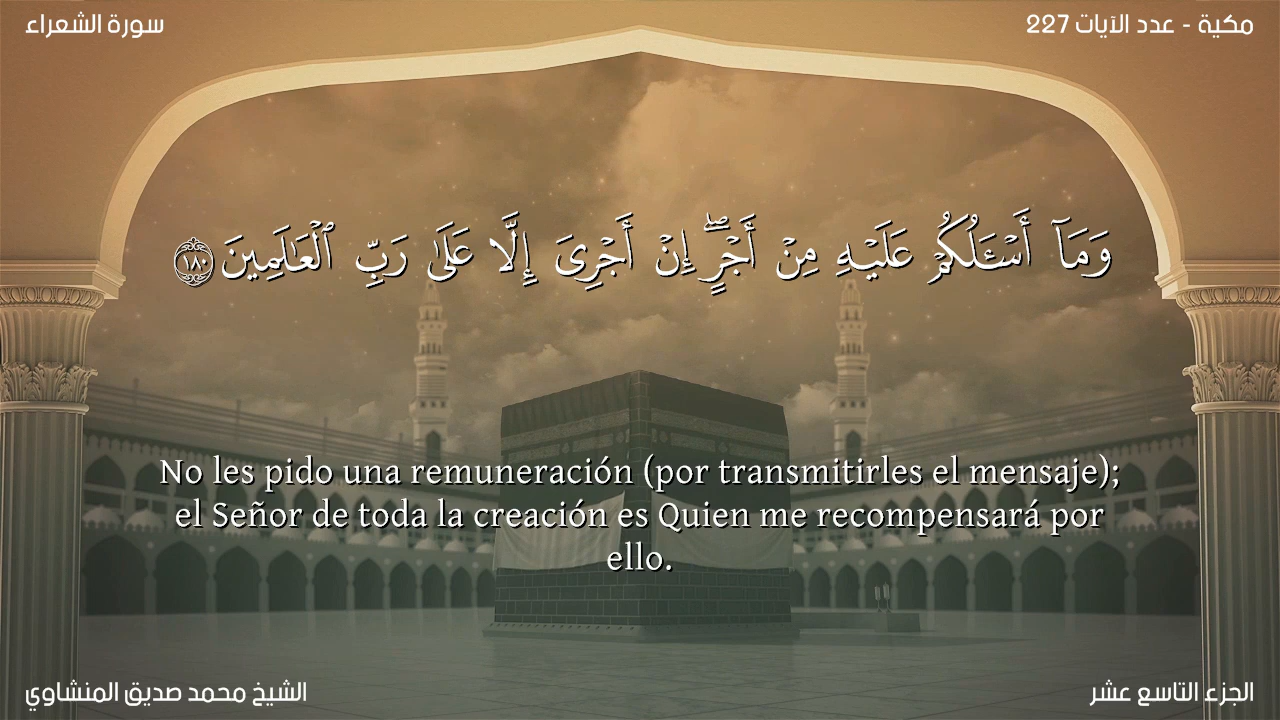 سورة الشعراء
مكية - عدد الآيات 227
وَمَآ أَسْـَٔلُكُمْ عَلَيْهِ مِنْ أَجْرٍ ۖ إِنْ أَجْرِىَ إِلَّا عَلَىٰ رَبِّ ٱلْعَـٰلَمِينَ ١٨٠
No les pido una remuneración (por transmitirles el mensaje);
el Señor de toda la creación es Quien me recompensará por
ello.
الشيخ محمد صديق المنشاوي
الجزء التاسع عشر